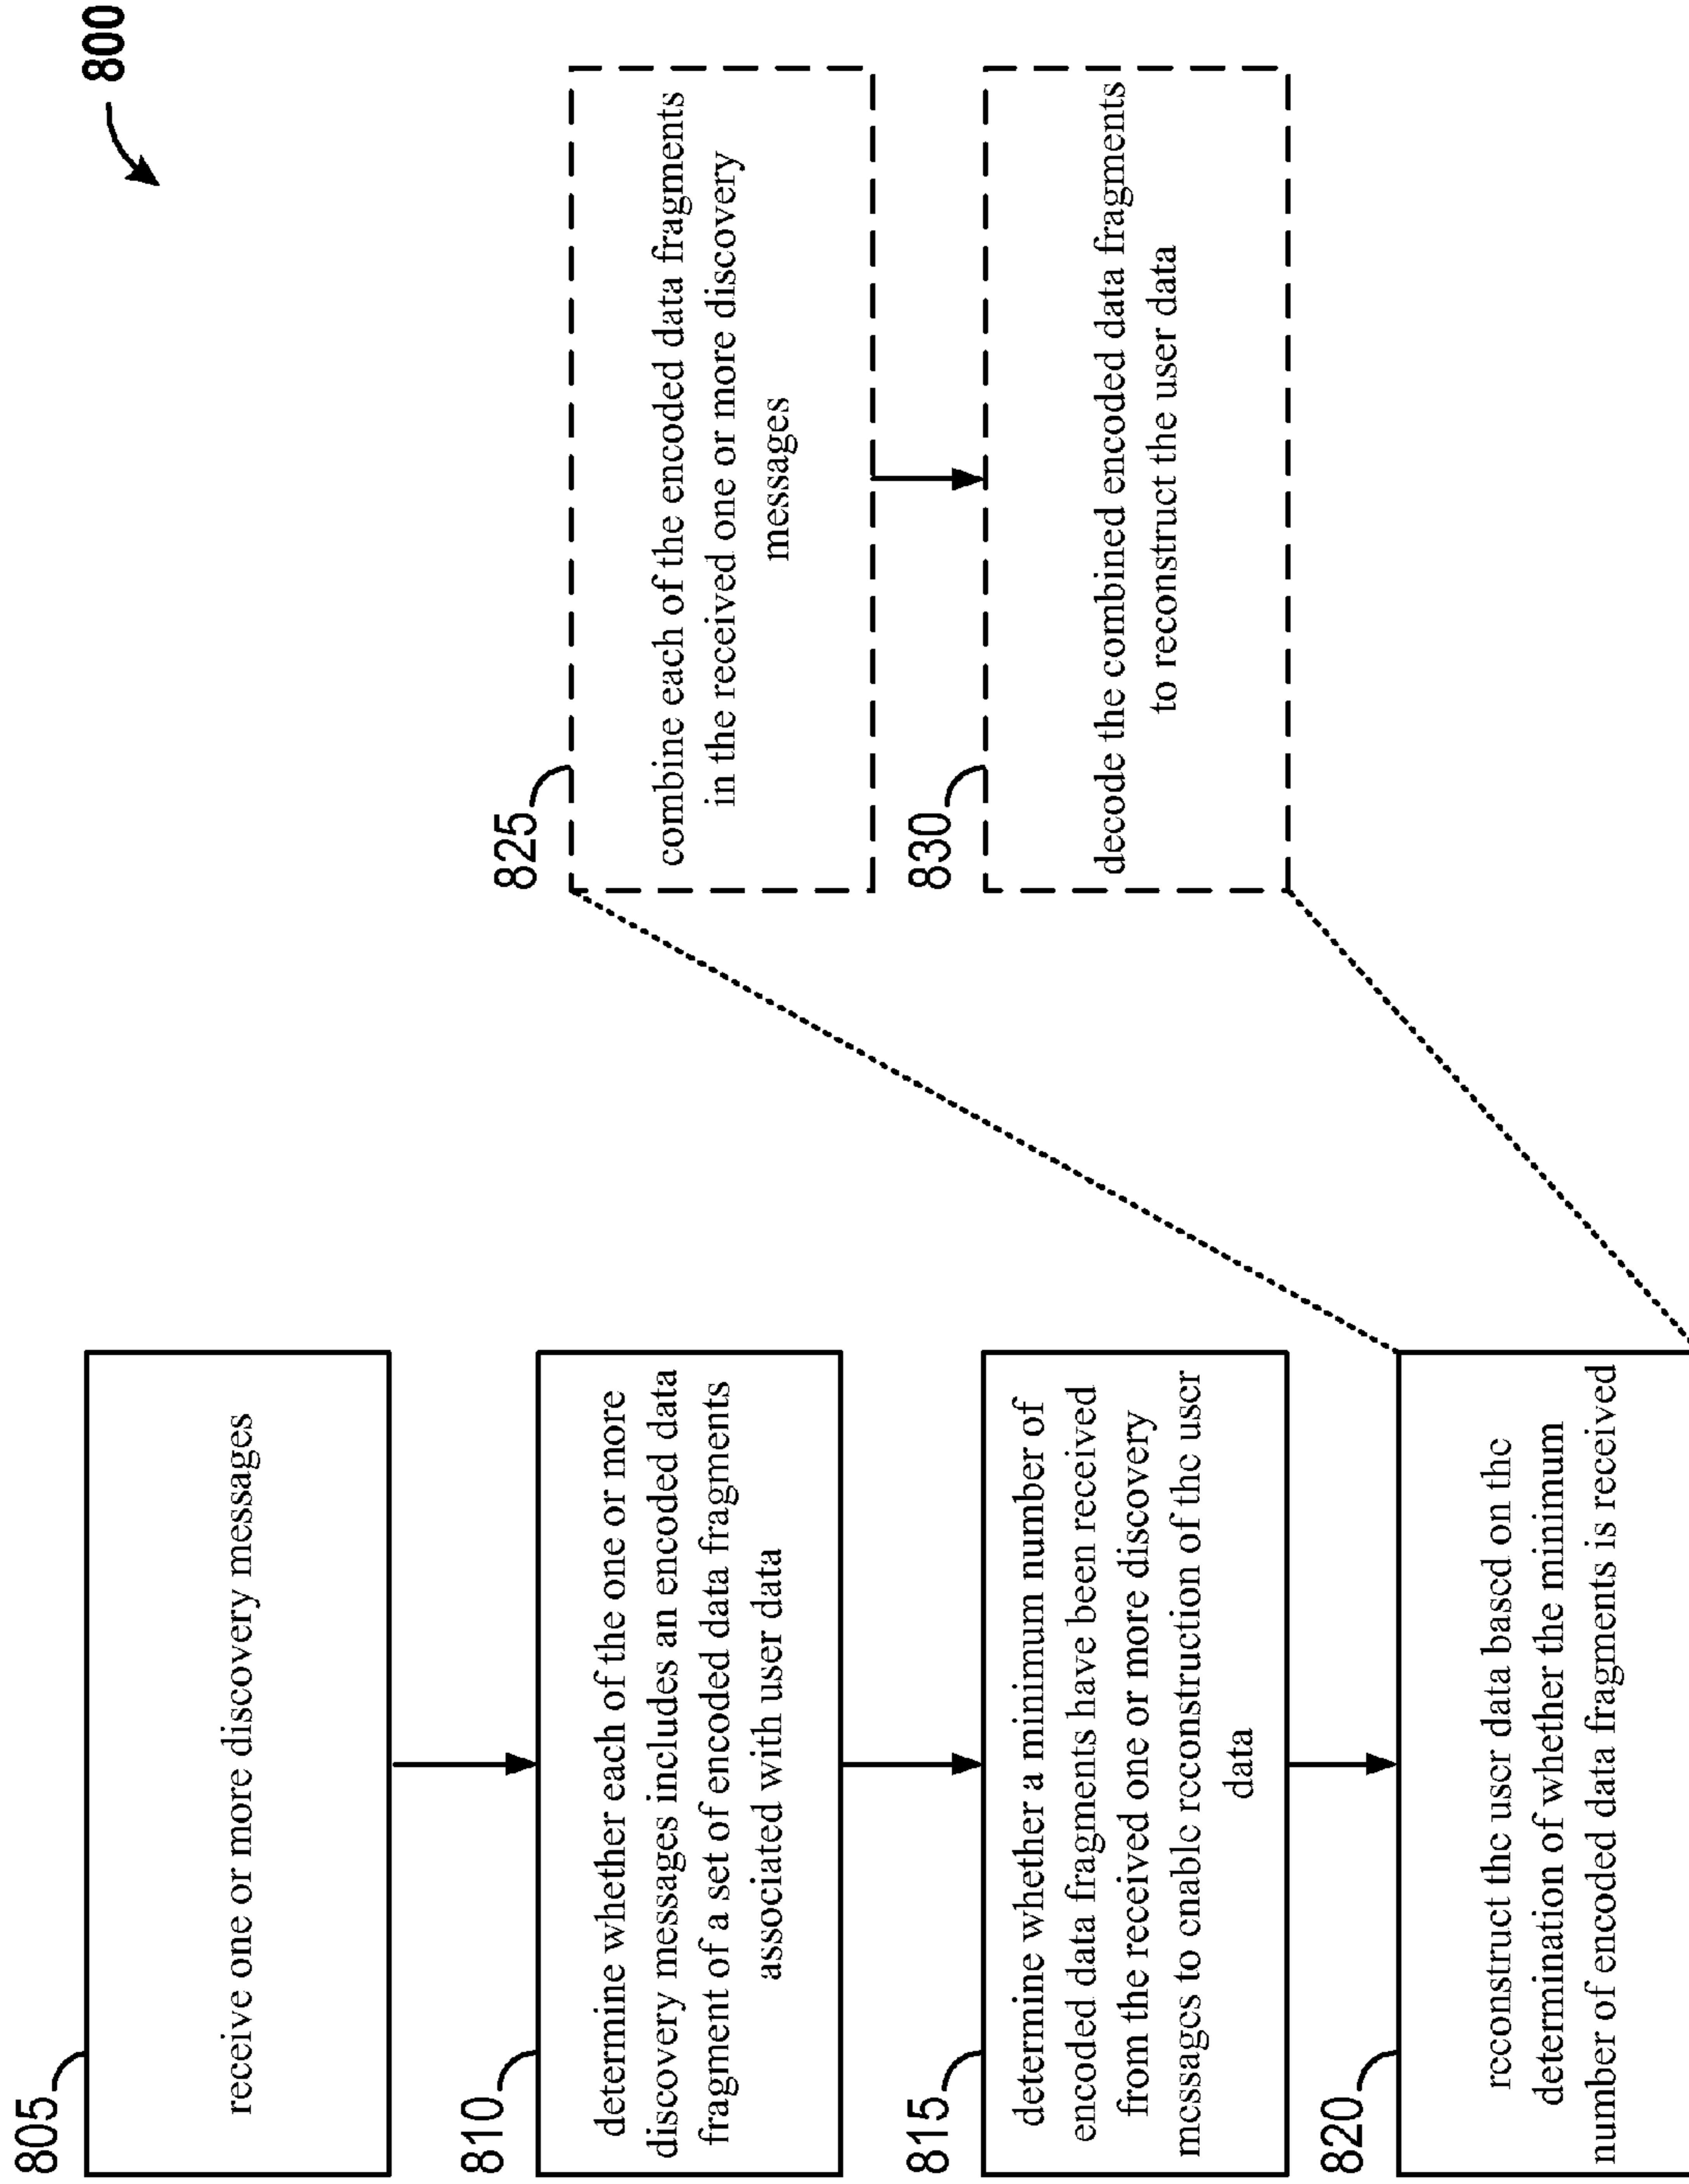 800
805
receive one or more discovery messages
810
determine whether each of the one or more
discovery messages includes an encoded data
fragment of a set of encoded data fragments
associated with user data
815
determine whether a minimum number of
encoded data fragments have been received
from the received one or more discovery
messages to enable reconstruction of the user
data
820
reconstruct the user data based on the
determination of whether the minimum
number of encoded data fragments is received
825
combine each of the encoded data fragments
in the received one or more discovery
messages
830
decode the combined encoded data fragments
to reconstruct the user data